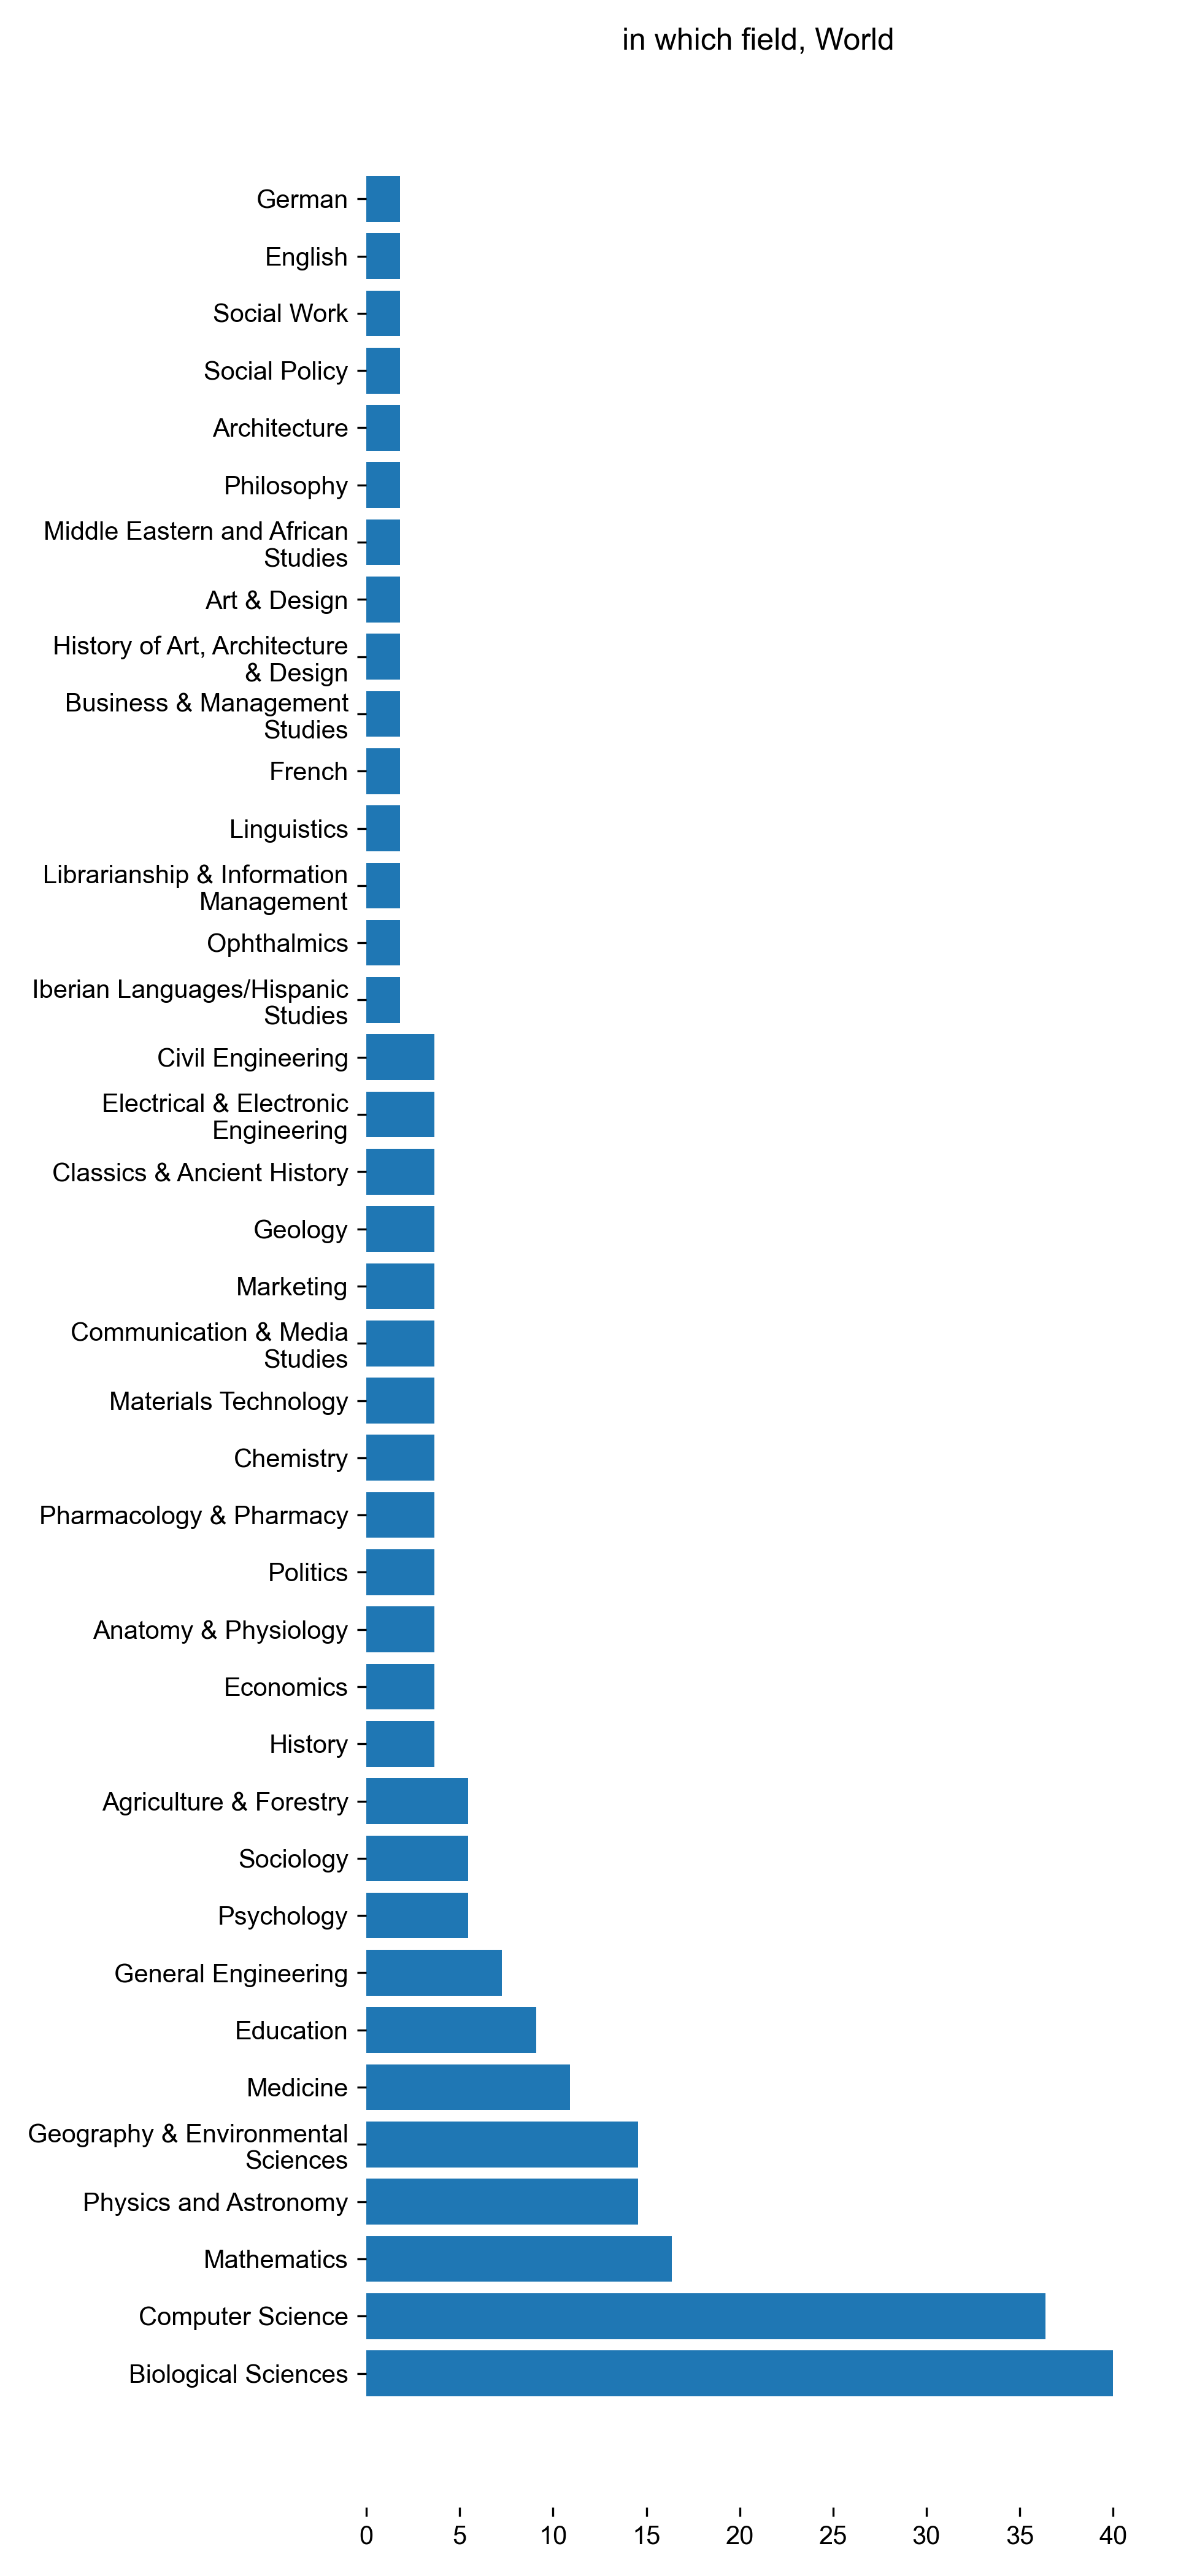 in which field, World
German
English
Social Work
Social Policy
Architecture
Philosophy
Middle Eastern and African
Studies
Art & Design
History of Art, Architecture
& Design
Business & Management
Studies
French
Linguistics
Librarianship & Information
Management
Ophthalmics
Iberian Languages/Hispanic
Studies
Civil Engineering
Electrical & Electronic
Engineering
Classics & Ancient History
Geology
Marketing
Communication & Media
Studies
Materials Technology
Chemistry
Pharmacology & Pharmacy
Politics
Anatomy & Physiology
Economics
History
Agriculture & Forestry
Sociology
Psychology
General Engineering
Education
Medicine
Geography & Environmental
Sciences
Physics and Astronomy
Mathematics
Computer Science
Biological Sciences
0 5 10 15 20 25 30 35 40